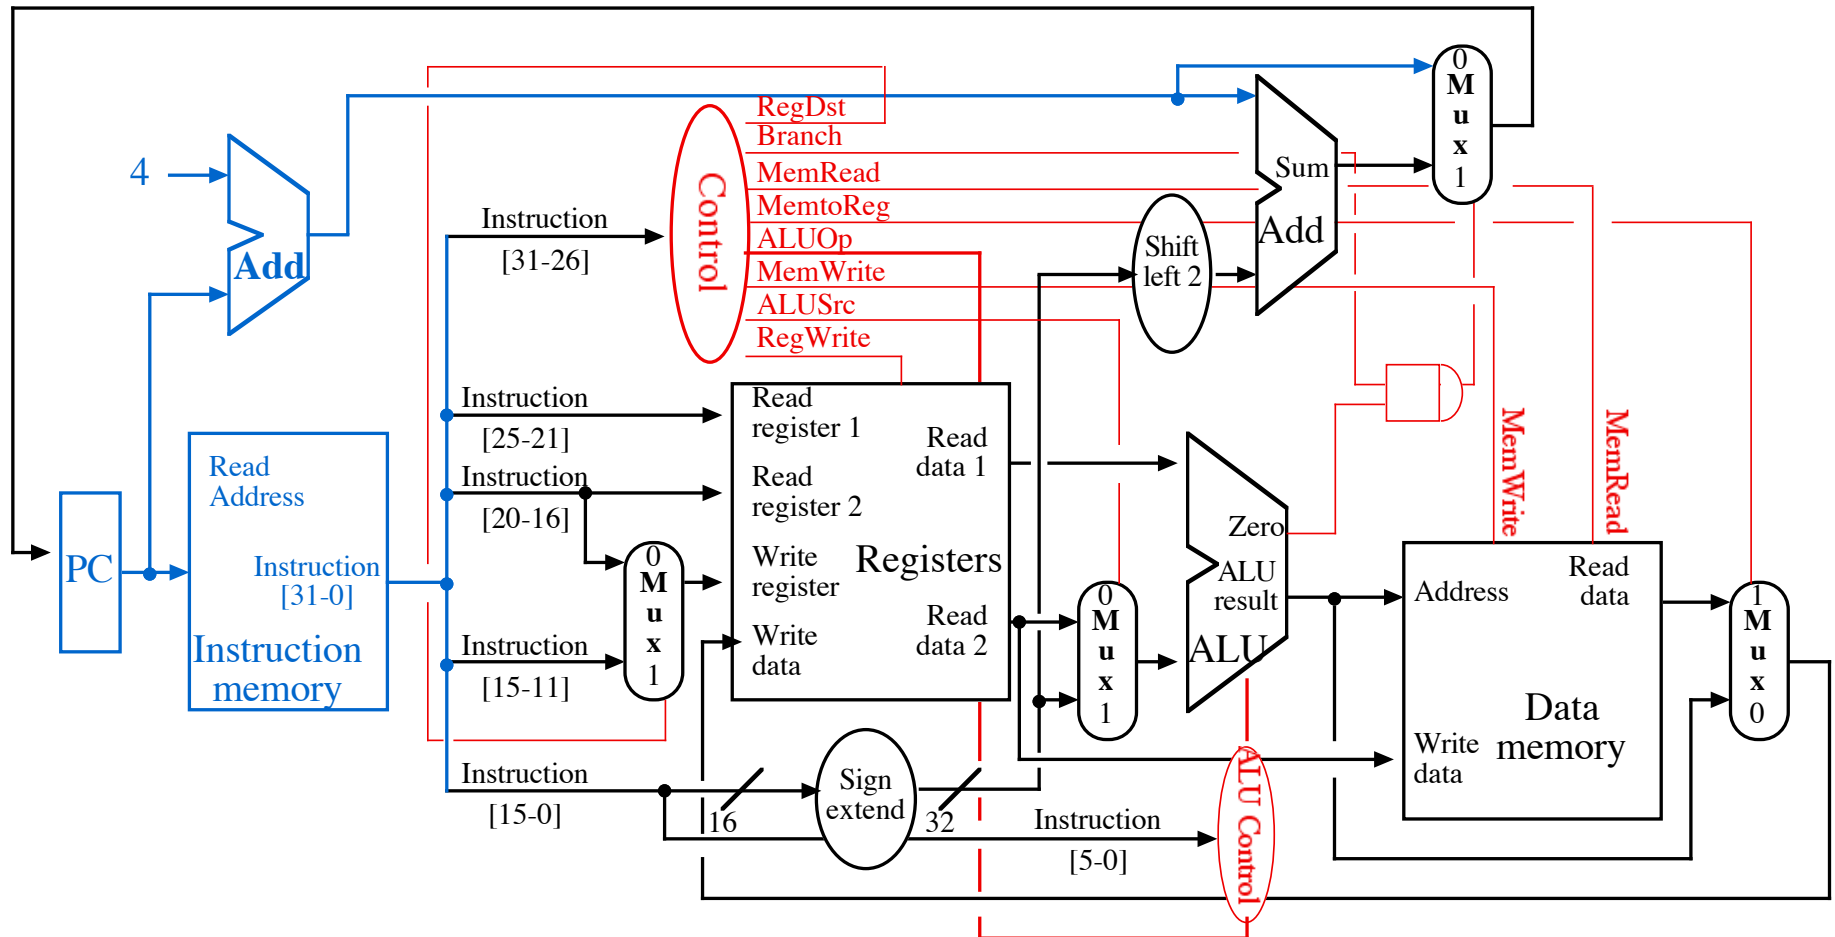 0
M
u
x
1
RegDst
Branch
MemRead
MemtoReg
ALUOp
MemWrite
ALUSrc
RegWrite
Control
4
Add
Sum
Add
Shift
left 2
Instruction
[31-26]
Instruction
[25-21]
Instruction
[20-16]
Instruction
[15-11]
Instruction
[15-0]
PC
Read
Address
Instruction
[31-0]
Instruction
memory
0
M
u
x
1
Read
register 1
Read
register 2
Write
register
Write
data
Read
data 1
Registers
Read
data 2
0
M
u
x
1
Zero
ALU
result
ALU
MemWrite
MemRead
Address
Read
data
Write
data
Data
memory
1
M
u
x
0
16
Sign
extend
32
Instruction
[5-0]
ALU Control